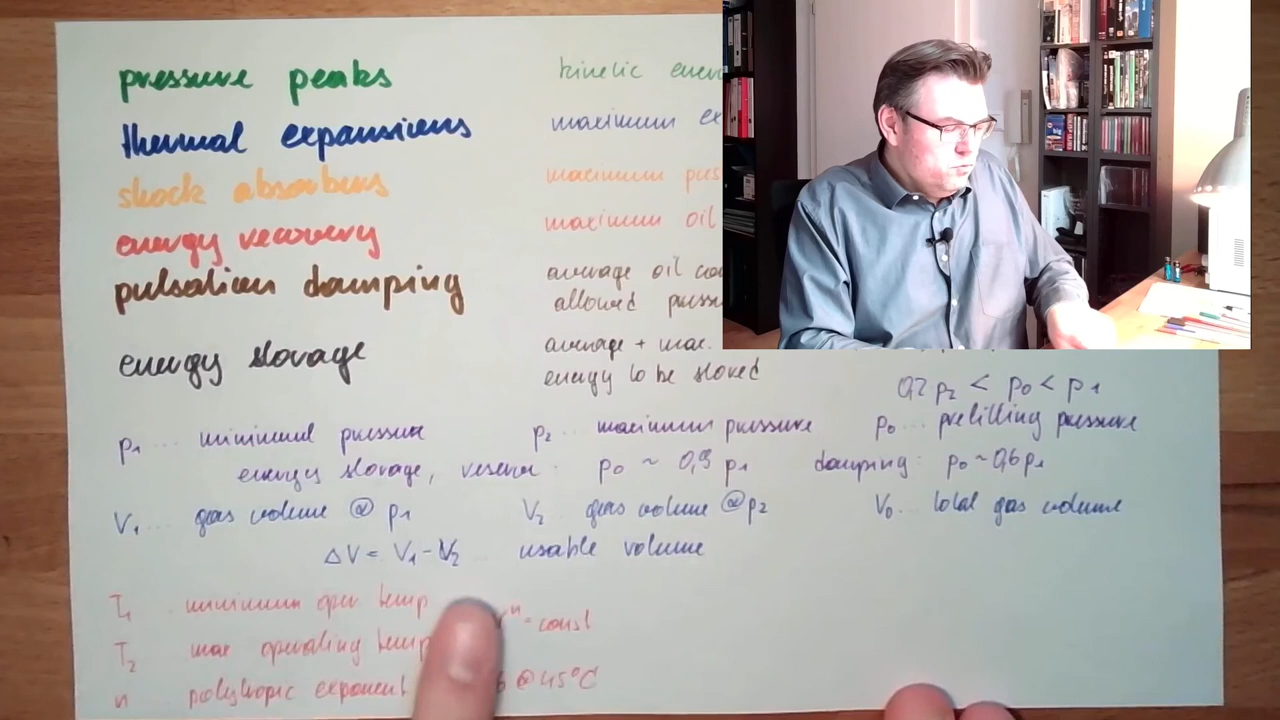 pressure peaks kinetic
thermal expansions maximum
shock absorbers maximum
energy recovery maximum oil
pulsation damping average oil
allowed
energy storage average + max.
energy to be stored
0,2 p2 < p0 < p1
p1 ... minimal pressure p2 ... maximum pressure p0 ... prefilling pressure
energy storage, reserve: p0 ~ 0,9 p1 damping: p0 ~ 0,6 p1
V1 ... gas volume @ p1 V2 ... gas volume @ p2 V0 ... total gas volume
ΔV = V1 - V2 ... usable volume
T1 minimum oper temp n = const
T2 max operating temp
n polytropic exponent @ 45°C